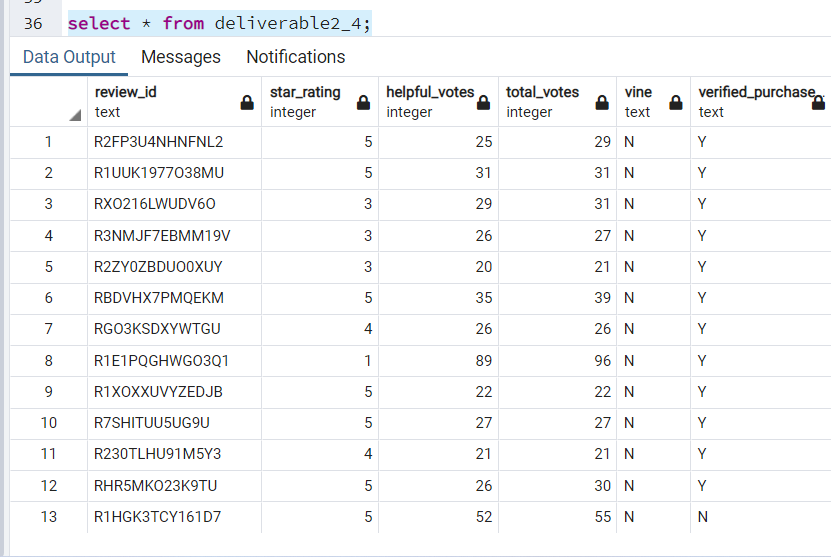 36 select * from deliverable2_4;
Data Output Messages Notifications
review_id star_rating helpful_votes total_votes vine verified_purchase
text integer integer integer text text
1 R2FP3U4NHNFNL2 5 25 29 N Y
2 R1UUK1977O38MU 5 31 31 N Y
3 RXO216LWUDV6O 3 29 31 N Y
4 R3NMJF7EBMM19V 3 26 27 N Y
5 R2ZY0ZBDUO0XUY 3 20 21 N Y
6 RBDVHX7PMQEKM 5 35 39 N Y
7 RGO3KSDXYWTGU 4 26 26 N Y
8 R1E1PQGHWGO3Q1 1 89 96 N Y
9 R1XOXXUVYZEDJB 5 22 22 N Y
10 R7SHITUU5UG9U 5 27 27 N Y
11 R230TLHU91M5Y3 4 21 21 N Y
12 RHR5MKO23K9TU 5 26 30 N Y
13 R1HGK3TCY161D7 5 52 55 N N